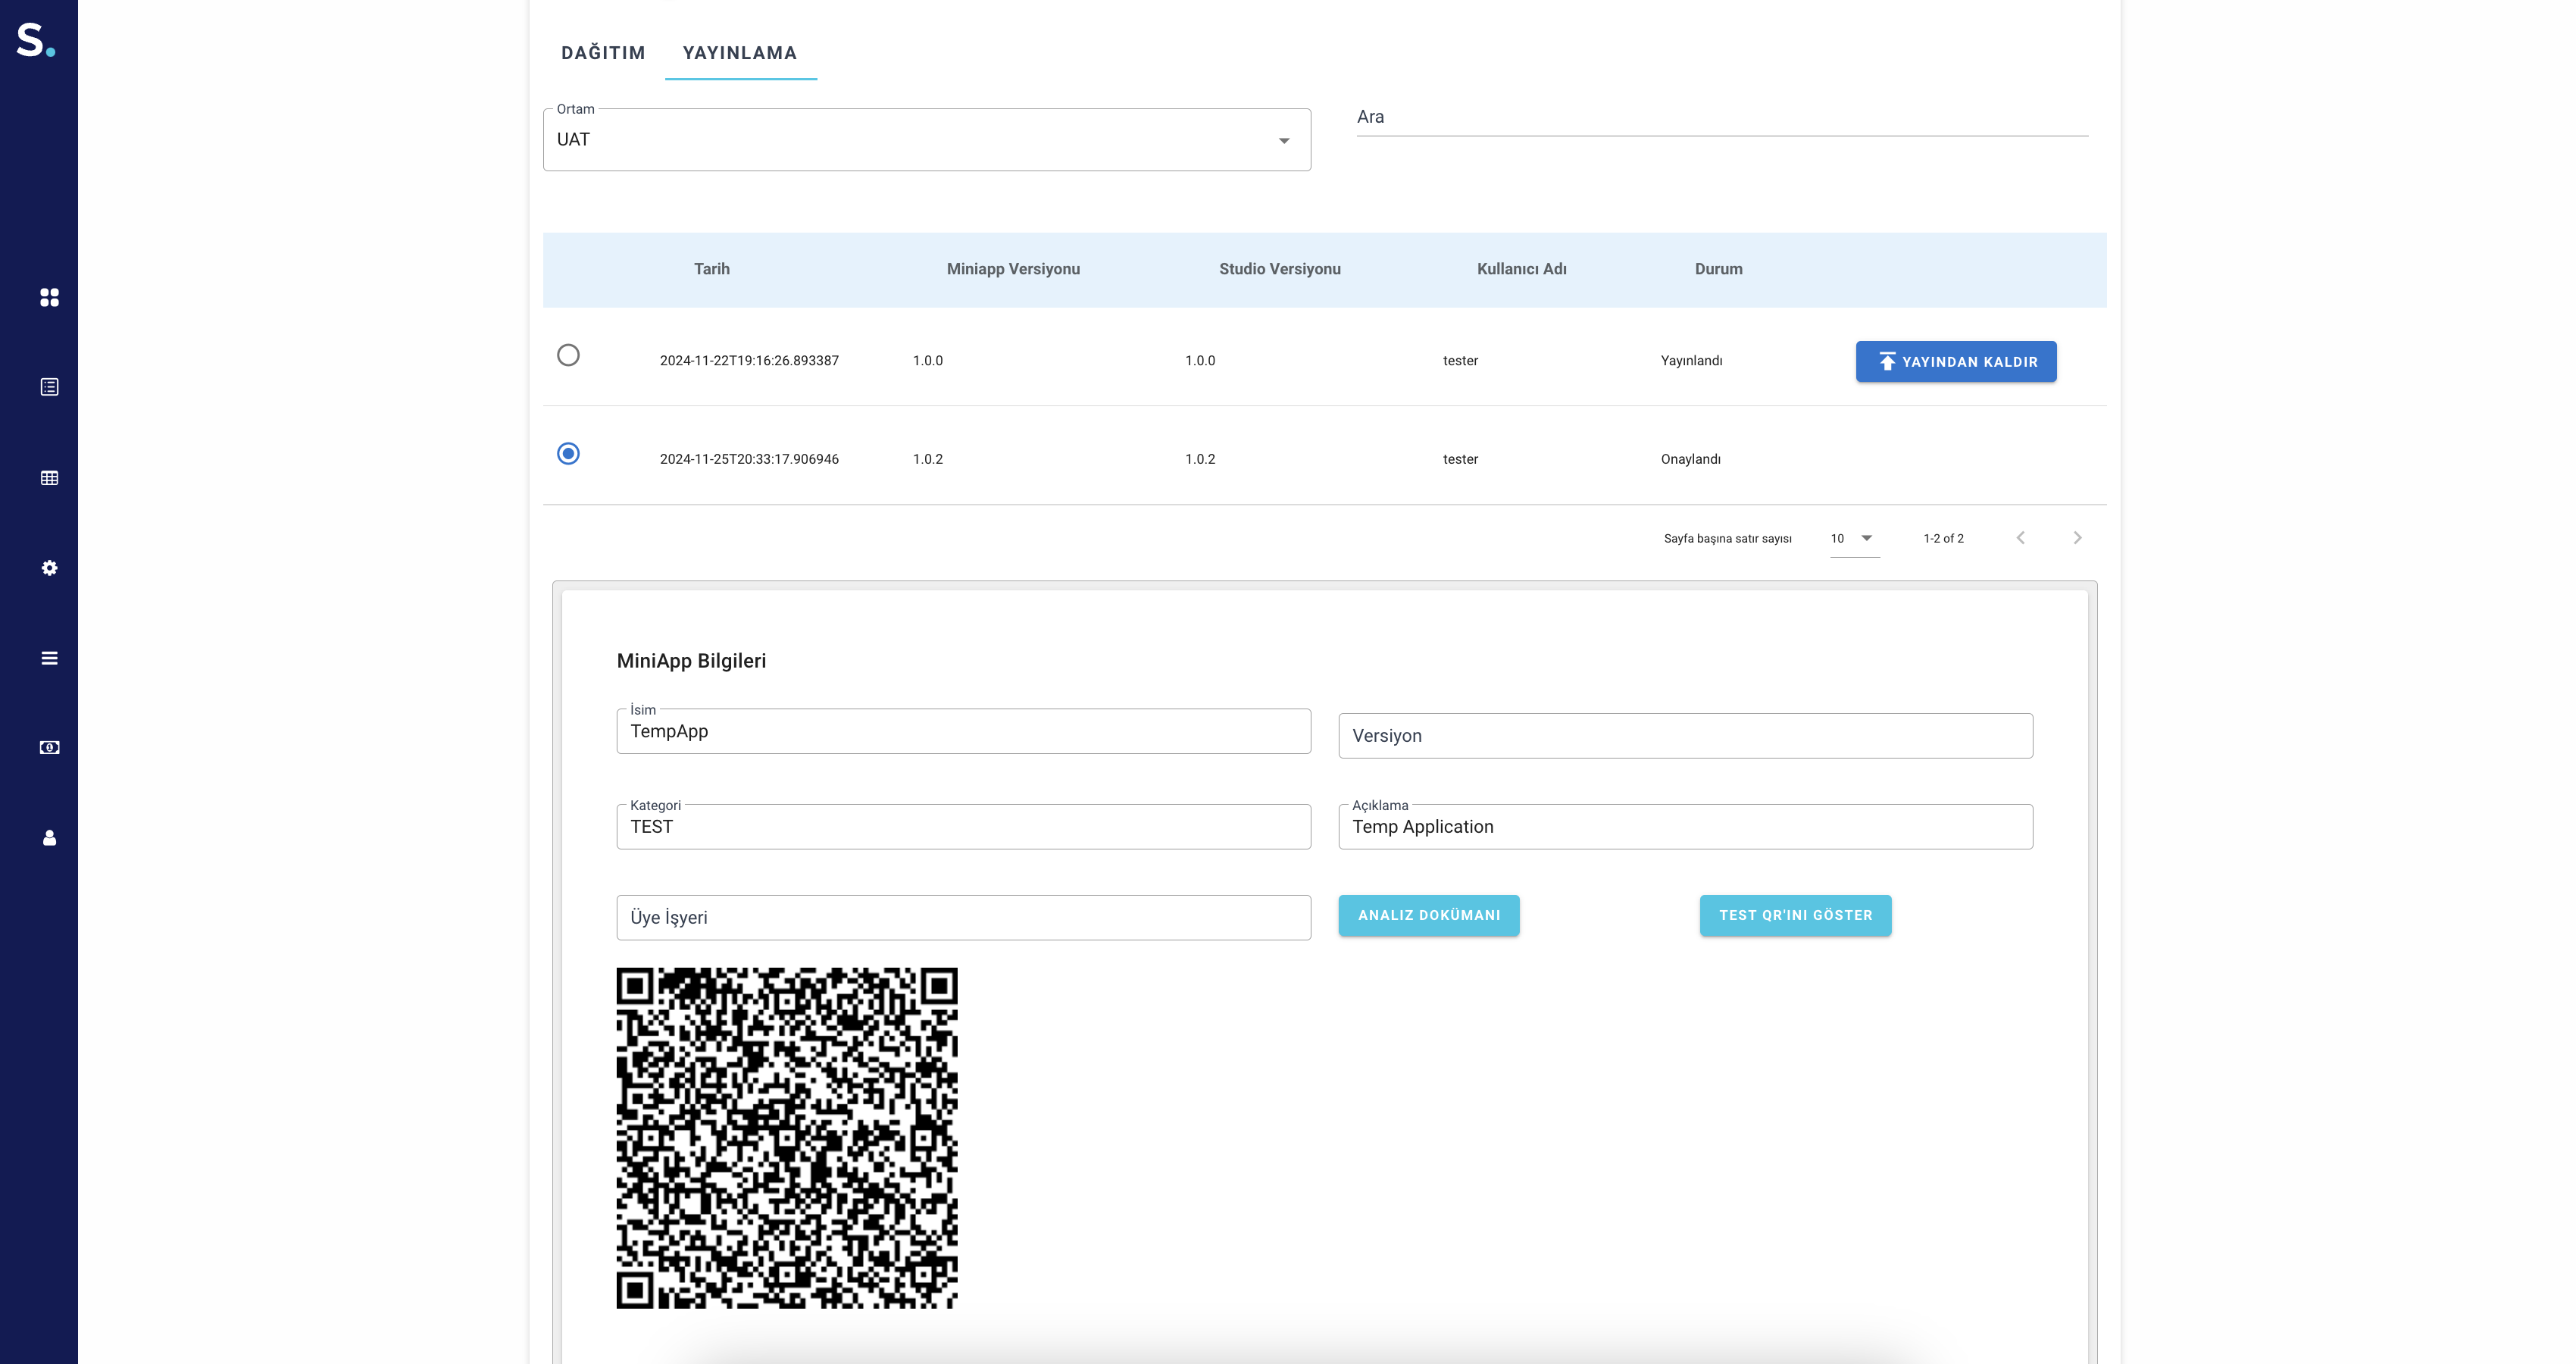 S.
DAĞITIM YAYINLAMA
Ortam
UAT
Ara
Tarih Miniapp Versiyonu Studio Versiyonu Kullanıcı Adı Durum
2024-11-22T19:16:26.893387 1.0.0 1.0.0 tester Yayınlandı YAYINDAN KALDIR
2024-11-25T20:33:17.906946 1.0.2 1.0.2 tester Onaylandı
Sayfa başına satır sayısı 10 1-2 of 2
MiniApp Bilgileri
İsim
TempApp
Versiyon
Kategori
TEST
Açıklama
Temp Application
Üye İşyeri
ANALIZ DOKÜMANI
TEST QR'INI GÖSTER